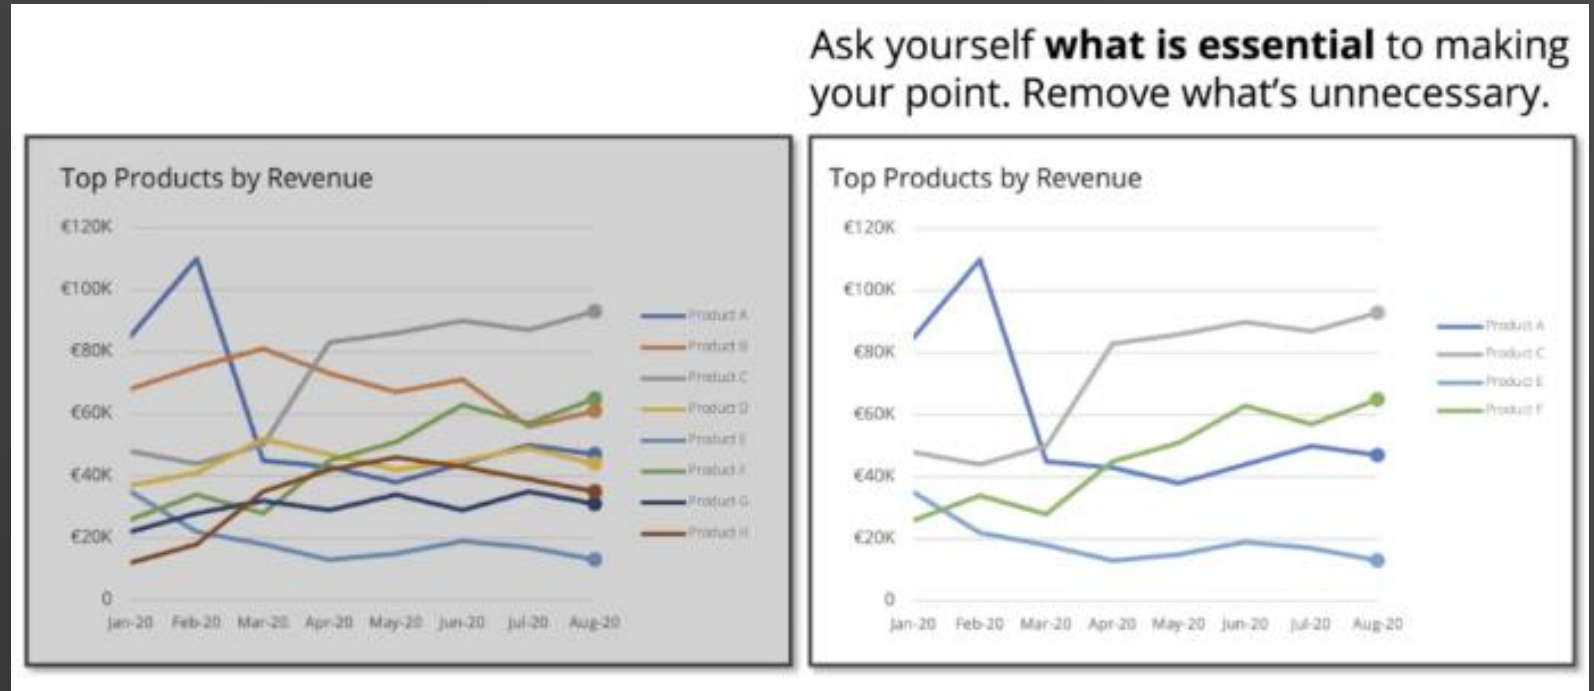 Ask yourself what is essential to making
your point. Remove what's unnecessary.
Top Products by Revenue
€120K
€100K
€80K
€60K
€40K
€20K
0
Jan-20 Feb-20 Mar-20 Apr-20 May-20 Jun-20 Jul-20 Aug-20
Product A
Product B
Product C
Product D
Product E
Product F
Product G
Product H
Top Products by Revenue
€120K
€100K
€80K
€60K
€40K
€20K
0
Jan-20 Feb-20 Mar-20 Apr-20 May-20 Jun-20 Jul-20 Aug-20
Product A
Product C
Product E
Product F